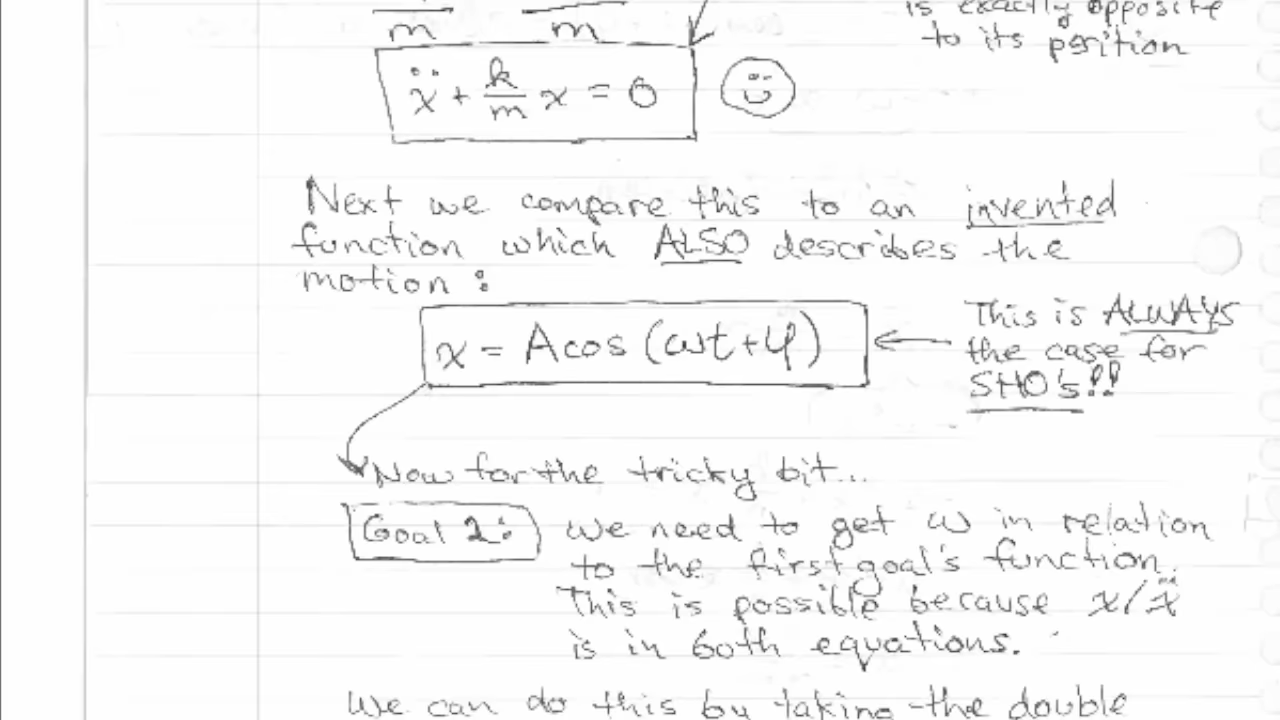 is exactly opposite
to its position
m m
ẍ + k/m x = 0
Next we compare this to an invented
function which ALSO describes the
motion:
x = A cos (ωt+φ)
This is ALWAYS
the case for
SHO's!!
Now for the tricky bit...
Goal 2: We need to get ω in relation
to the first goal's function.
This is possible because x/ẍ
is in both equations.
We can do this by taking the double